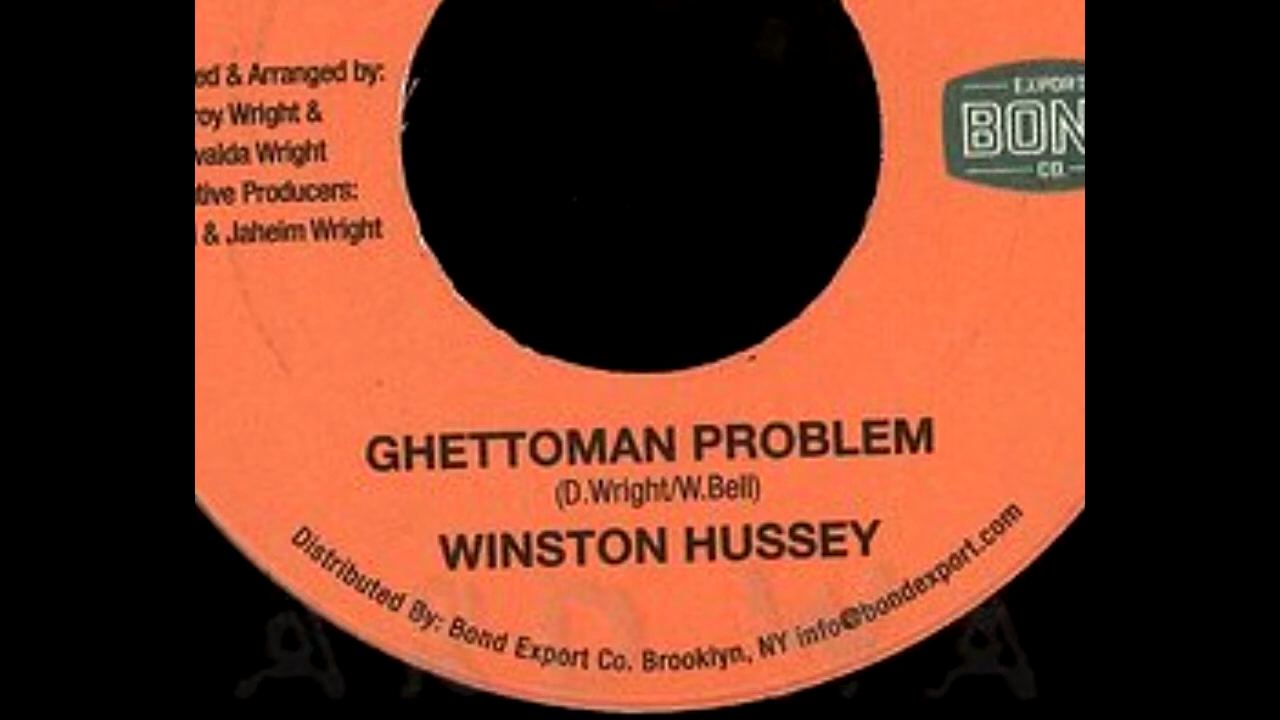 ed & Arranged by:
roy Wright &
valda Wright
tive Producers:
& Jaheim Wright
EXPORT
BON
CO.
GHETTOMAN PROBLEM
(D.Wright/W.Bell)
WINSTON HUSSEY
Distributed By: Bond Export Co. Brooklyn, NY info@bondexport.com